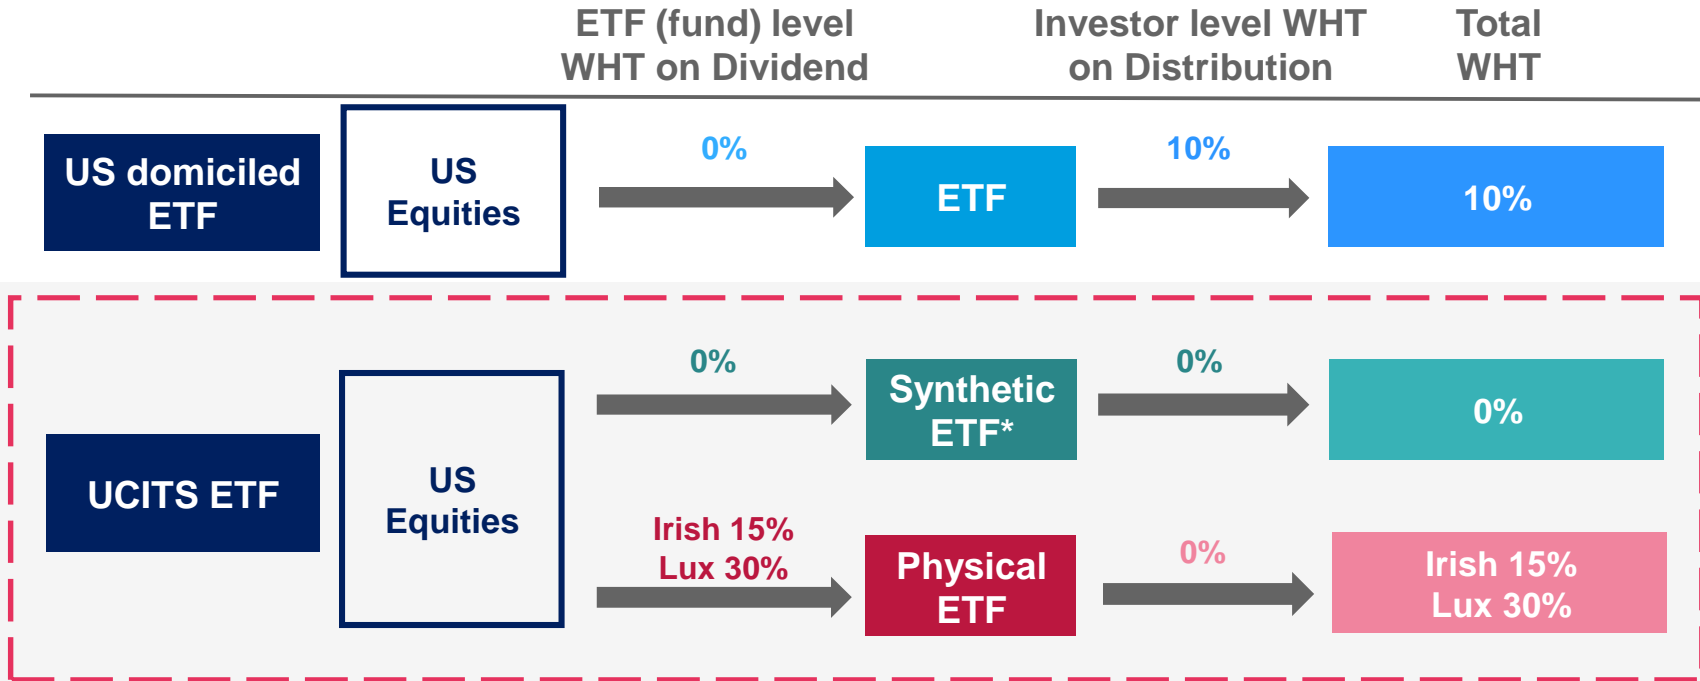 ETF (fund) level
WHT on Dividend
Investor level WHT
on Distribution
Total
WHT
US domiciled
ETF
US
Equities
0%
ETF
10%
10%
UCITS ETF
US
Equities
0%
Synthetic
ETF*
0%
0%
Irish 15%
Lux 30%
Physical
ETF
0%
Irish 15%
Lux 30%